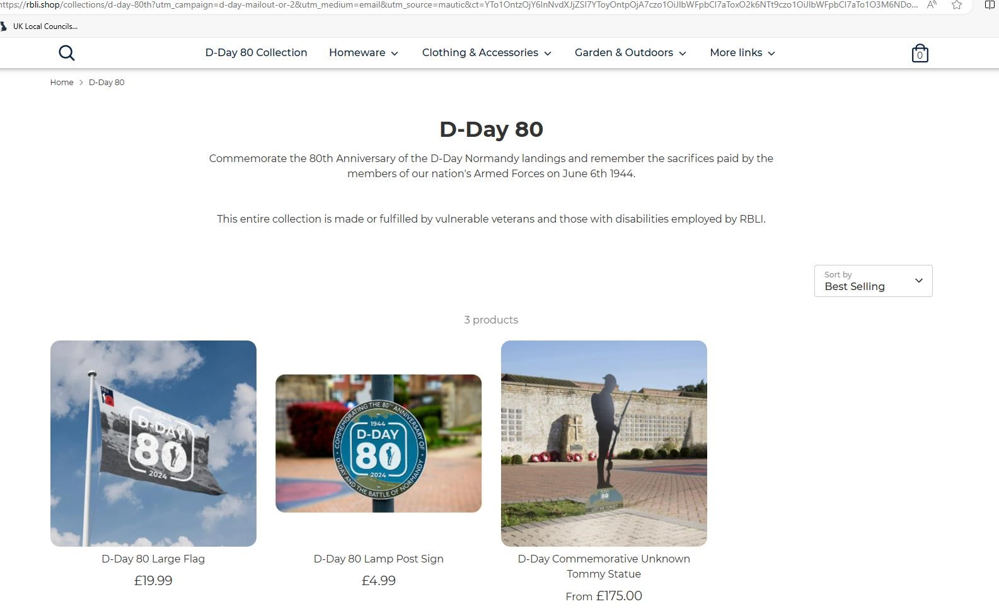 https://rbli.shop/collections/d-day-80th?utm_campaign=d-day-mailout-or-2&utm_medium=email&utm_source=mautic&ct=
UK Local Councils...
D-Day 80 Collection Homeware Clothing & Accessories Garden & Outdoors More links 0
Home > D-Day 80
D-Day 80
Commemorate the 80th Anniversary of the D-Day Normandy landings and remember the sacrifices paid by the
members of our nation's Armed Forces on June 6th 1944.
This entire collection is made or fulfilled by vulnerable veterans and those with disabilities employed by RBLI.
Sort by
Best Selling
3 products
RBLI
1944
D-DAY
80
2024
COMMEMORATING THE 80TH ANNIVERSARY OF
D-DAY AND THE BATTLE OF NORMANDY
1944
D-DAY
80
2024
80
LEST WE FORGET
D-Day 80 Large Flag
£19.99
D-Day 80 Lamp Post Sign
£4.99
D-Day Commemorative Unknown
Tommy Statue
From £175.00